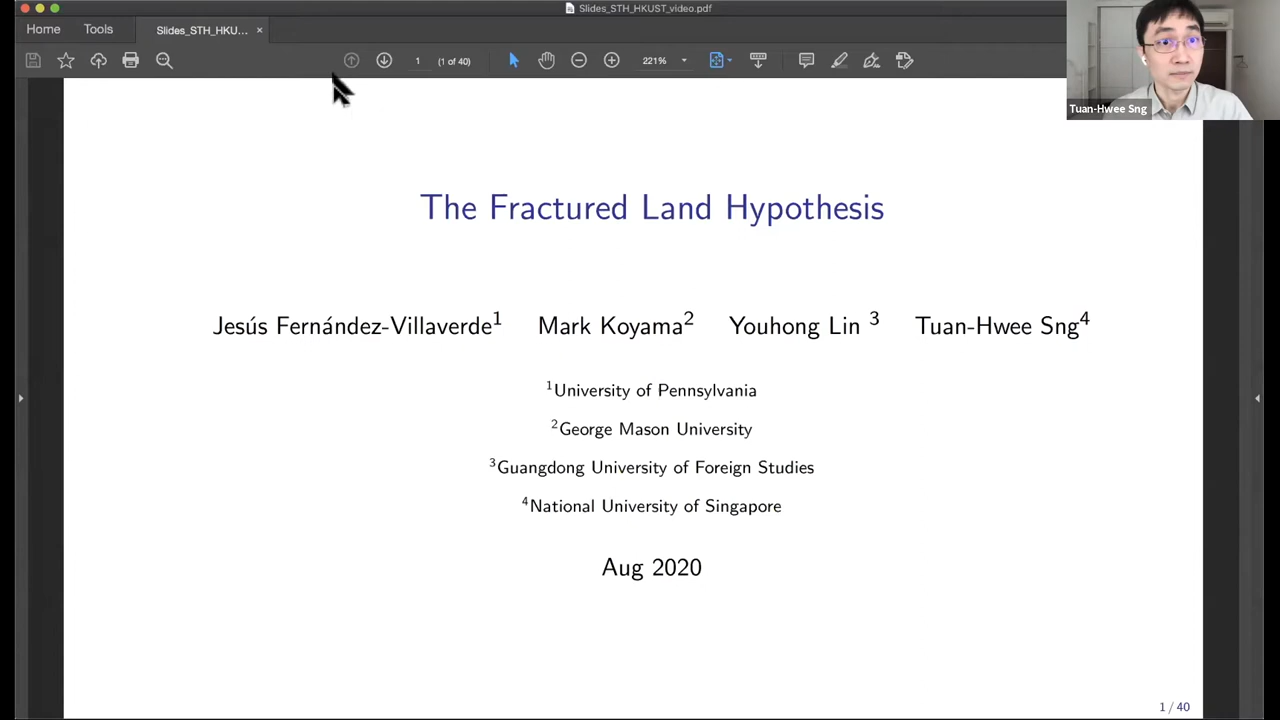 Slides_STH_HKUST_video.pdf
Home Tools Slides_STH_HKU... ×
1 (1 of 40) 221%
Tuan-Hwee Sng
The Fractured Land Hypothesis
Jesús Fernández-Villaverde1 Mark Koyama2 Youhong Lin 3 Tuan-Hwee Sng4
1University of Pennsylvania
2George Mason University
3Guangdong University of Foreign Studies
4National University of Singapore
Aug 2020
1 / 40